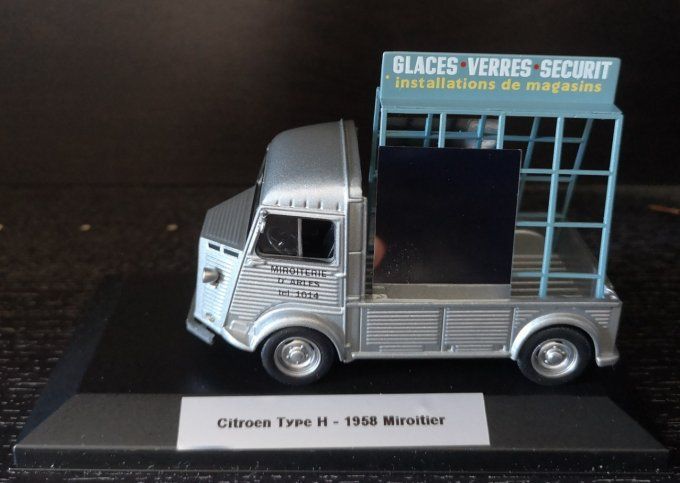 GLACES • VERRES • SECURIT
installations de magasins
MIROITERIE
D' ARLES
tel. 1014
Citroen Type H - 1958 Miroitier